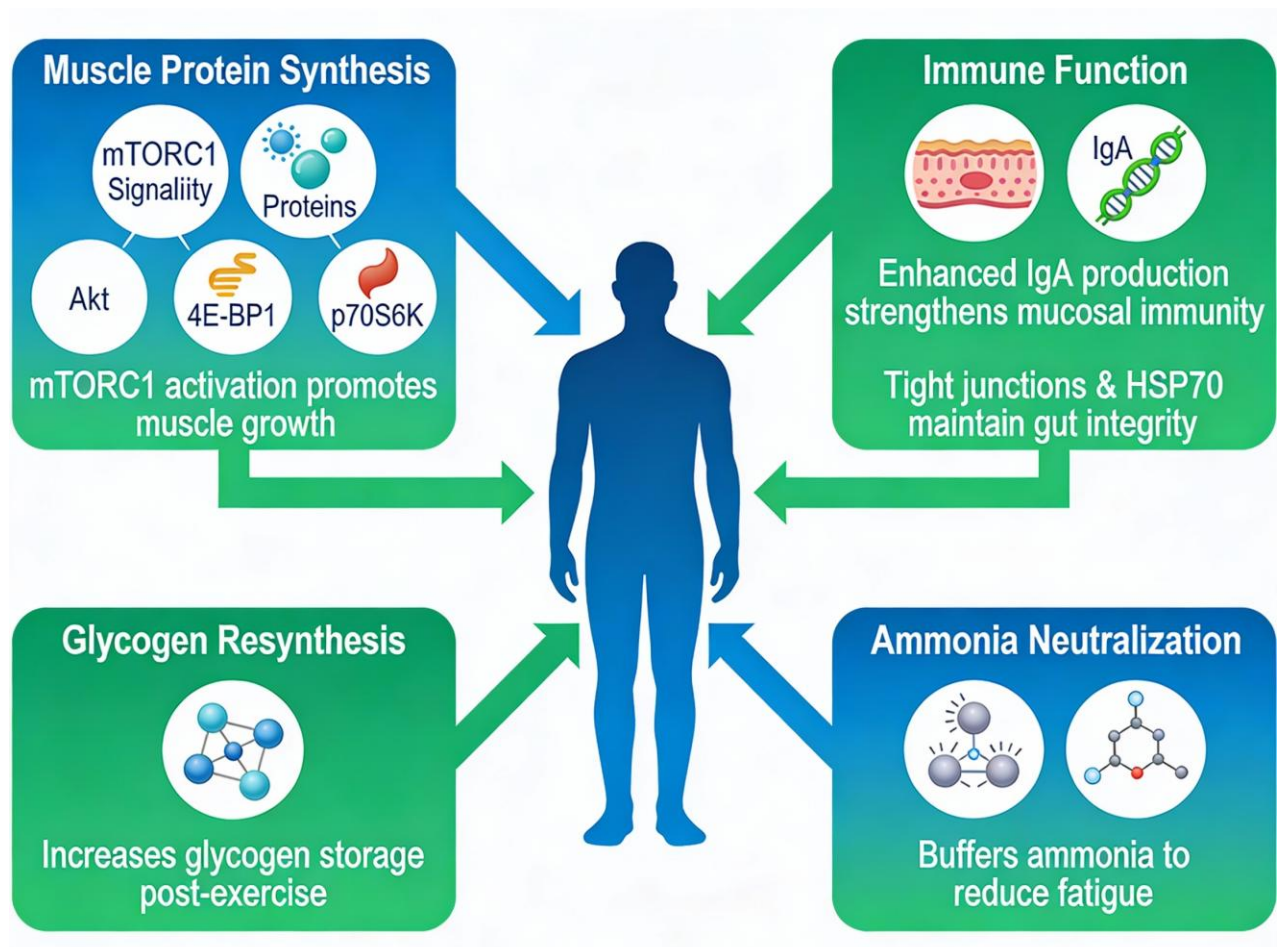 Muscle Protein Synthesis
mTORC1
Signaliity
Proteins
Akt
4E-BP1
p70S6K
mTORC1 activation promotes
muscle growth
Immune Function
IgA
Enhanced IgA production
strengthens mucosal immunity
Tight junctions & HSP70
maintain gut integrity
Glycogen Resynthesis
Increases glycogen storage
post-exercise
Ammonia Neutralization
Buffers ammonia to
reduce fatigue